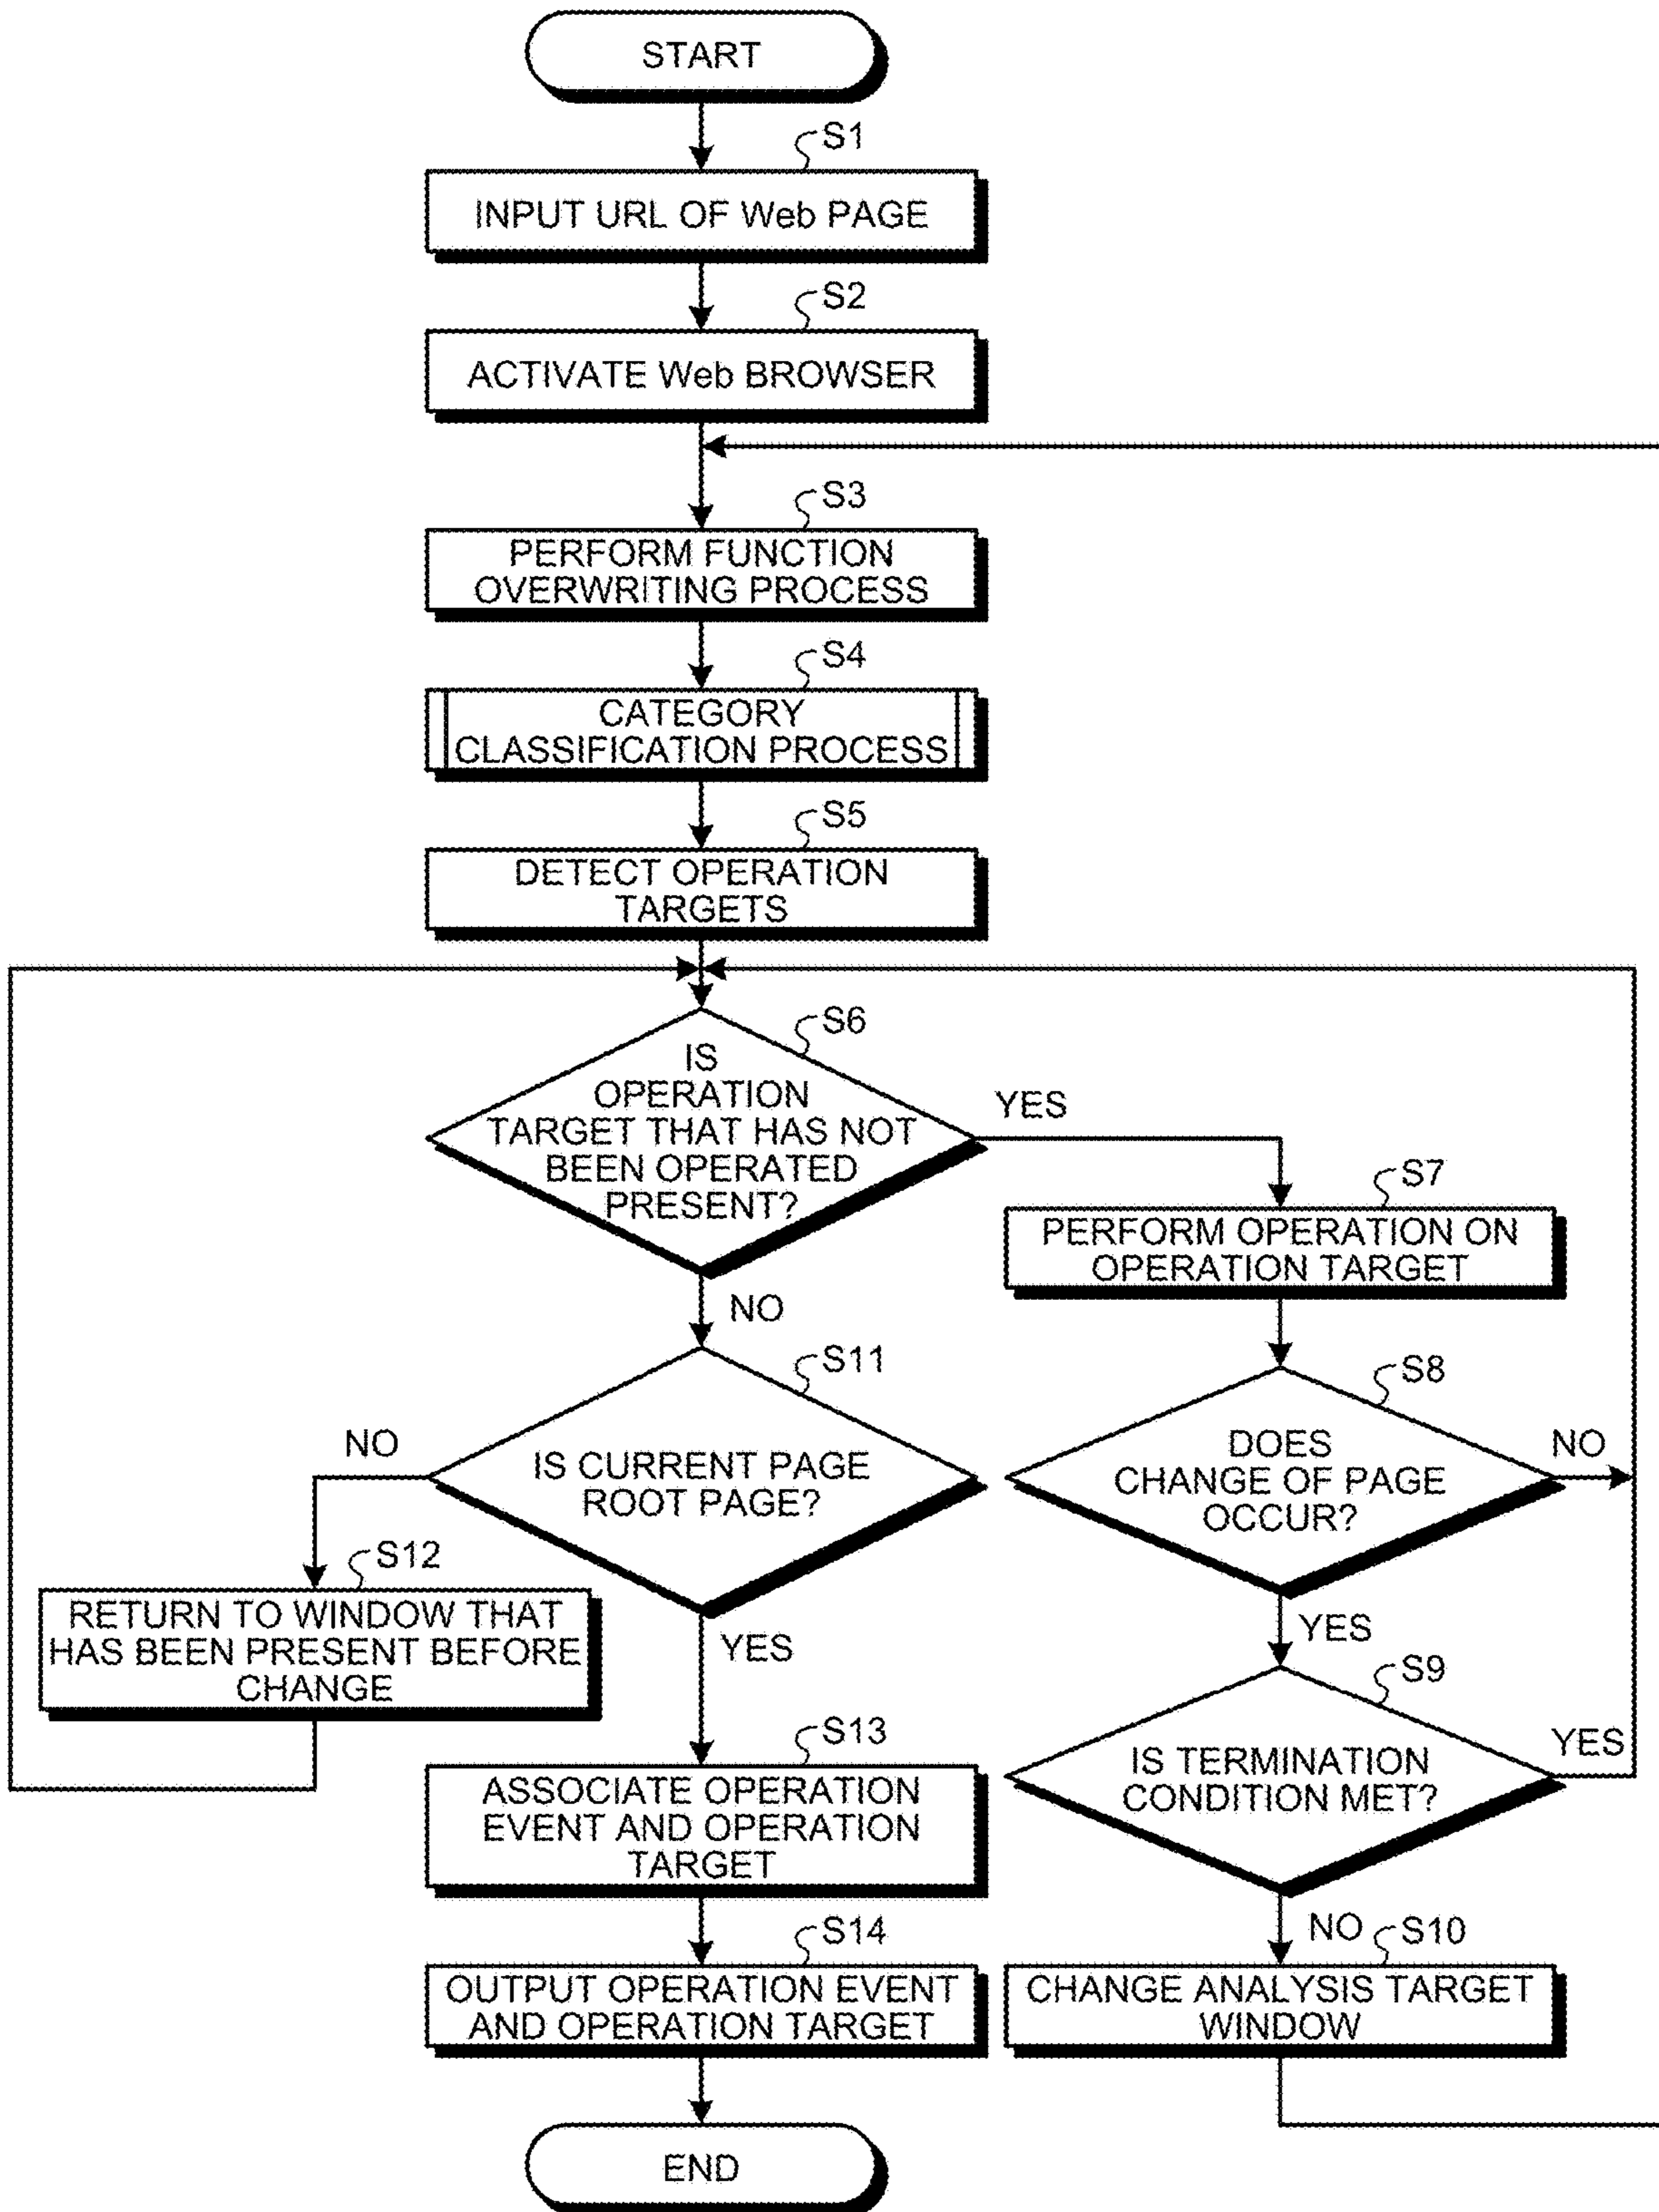 START
S1
INPUT URL OF Web PAGE
S2
ACTIVATE Web BROWSER
S3
PERFORM FUNCTION
OVERWRITING PROCESS
S4
CATEGORY
CLASSIFICATION PROCESS
S5
DETECT OPERATION
TARGETS
S6
IS
OPERATION
TARGET THAT HAS NOT
BEEN OPERATED
PRESENT?
YES
NO
S7
PERFORM OPERATION ON
OPERATION TARGET
S8
DOES
CHANGE OF PAGE
OCCUR?
NO
YES
S9
IS TERMINATION
CONDITION MET?
YES
NO
S10
CHANGE ANALYSIS TARGET
WINDOW
S11
IS CURRENT PAGE
ROOT PAGE?
NO
YES
S12
RETURN TO WINDOW THAT
HAS BEEN PRESENT BEFORE
CHANGE
S13
ASSOCIATE OPERATION
EVENT AND OPERATION
TARGET
S14
OUTPUT OPERATION EVENT
AND OPERATION TARGET
END